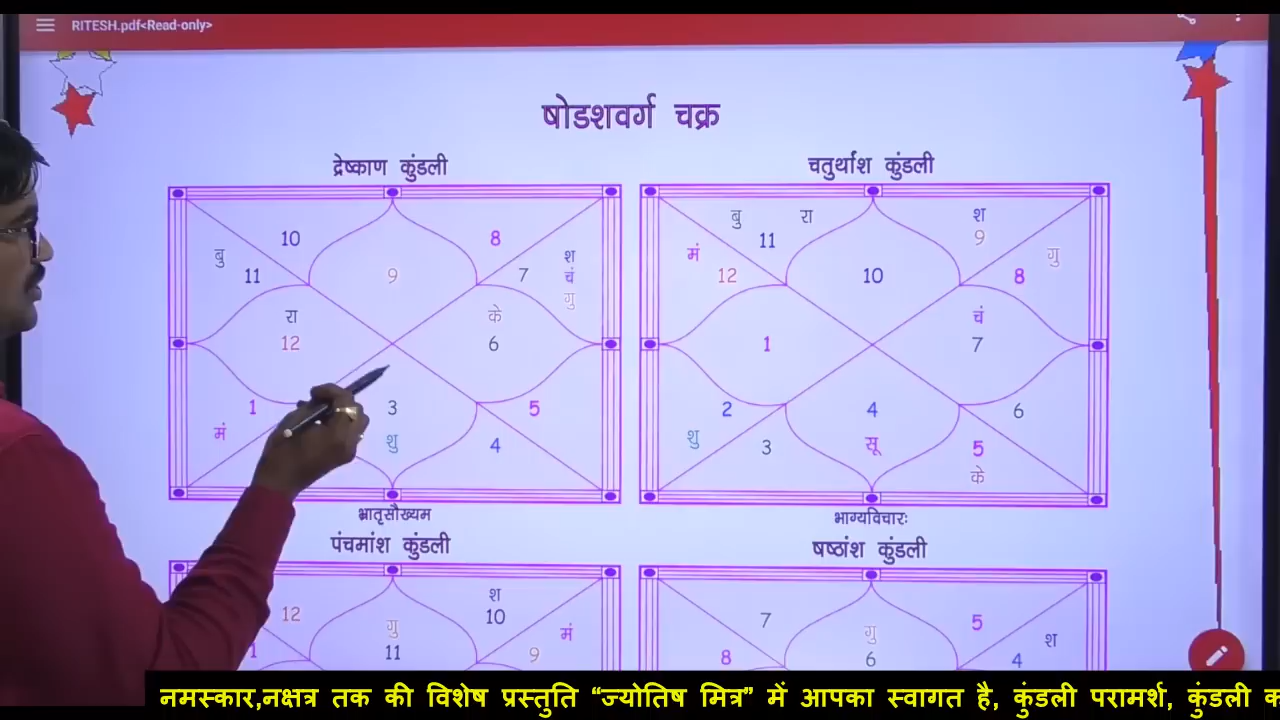 RITESH.pdf<Read-only>
षोडशवर्ग चक्र
द्रेष्काण कुंडली
10
8
बु
11
9
7
श
चं
गु
रा
12
के
6
1
मं
3
शु
5
4
भ्रातृसौख्यम
चतुर्थांश कुंडली
बु रा
11
श
9
मं
12
10
गु
8
1
चं
7
2
शु
3
4
सू
6
5
के
भाग्यविचारः
पंचमांश कुंडली
12
गु
11
श
10
मं
9
1
षष्ठांश कुंडली
7
गु
6
5
श
4
8
नमस्कार,नक्षत्र तक की विशेष प्रस्तुति “ज्योतिष मित्र” में आपका स्वागत है, कुंडली परामर्श, कुंडली